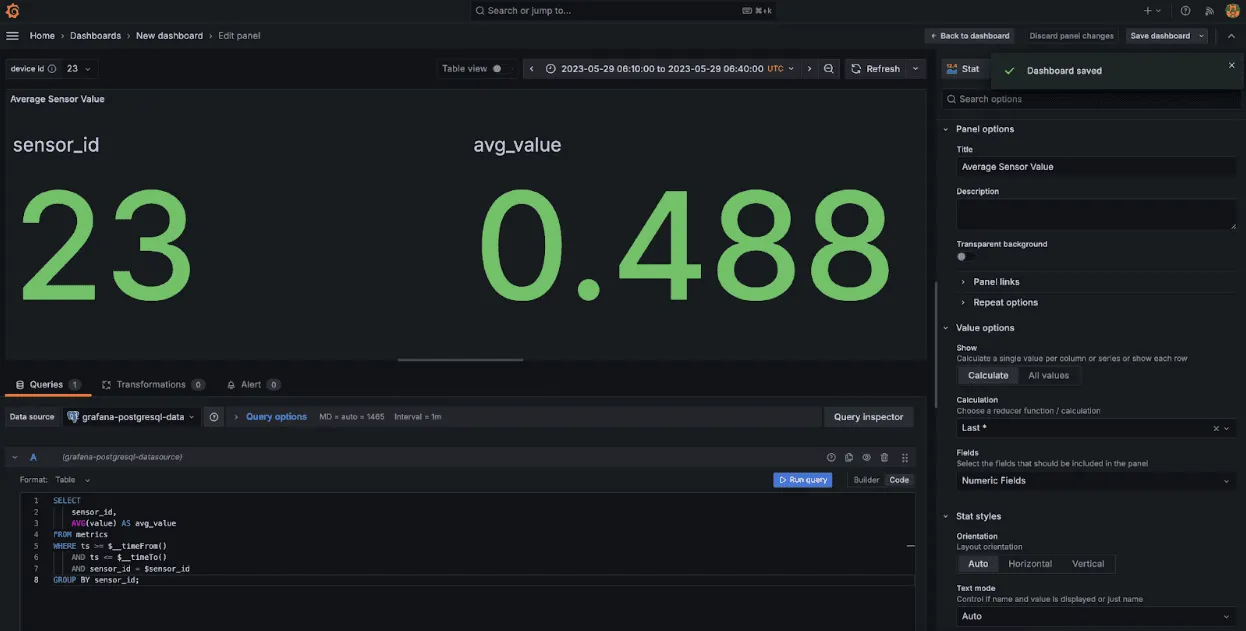 Search or jump to...
⌘+k
Home › Dashboards › New dashboard › Edit panel
Back to dashboard
Discard panel changes
Save dashboard
device id
23
Table view
2023-05-29 06:10:00 to 2023-05-29 06:40:00 UTC
Refresh
Stat
Dashboard saved
Average Sensor Value
sensor_id
23
avg_value
0.488
Search options
Panel options
Title
Average Sensor Value
Description
Transparent background
Panel links
Repeat options
Value options
Show
Calculate a single value per column or series or show each row
Calculate
All values
Calculation
Choose a reducer function / calculation
Last *
Fields
Select the fields that should be included in the panel
Numeric Fields
Stat styles
Orientation
Layout orientation
Auto
Horizontal
Vertical
Text mode
Control if name and value is displayed or just name
Auto
Queries 1
Transformations 0
Alert 0
Data source
grafana-postgresql-data
Query options
MD = auto = 1465
Interval = 1m
Query inspector
A
(grafana-postgresql-datasource)
Format: Table
Run query
Builder
Code
1 SELECT
2 sensor_id,
3 AVG(value) AS avg_value
4 FROM metrics
5 WHERE ts >= $__timeFrom()
6 AND ts <= $__timeTo()
7 AND sensor_id = $sensor_id
8 GROUP BY sensor_id;